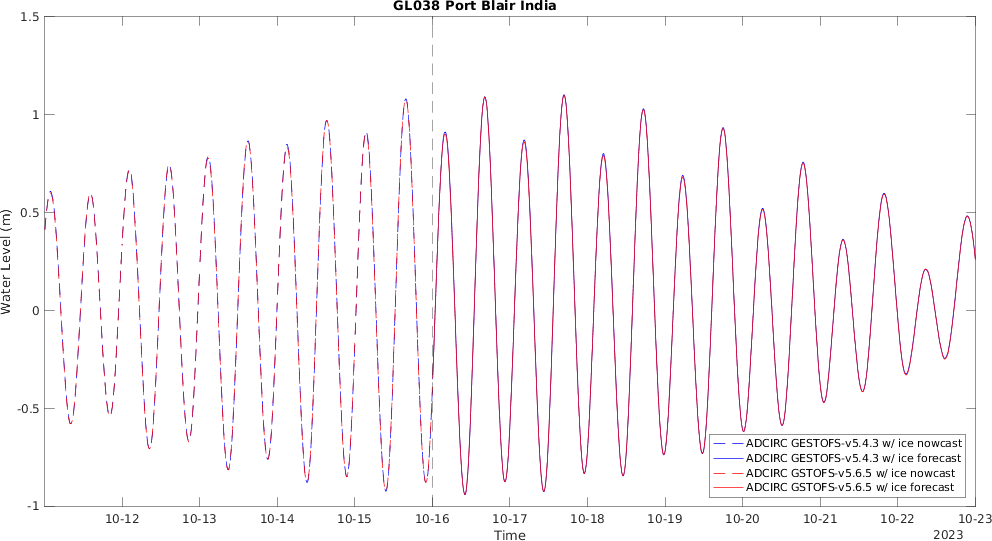 GL038 Port Blair India
1.5
1
0.5
0
-0.5
-1
Water Level (m)
10-12 10-13 10-14 10-15 10-16 10-17 10-18 10-19 10-20 10-21 10-22 10-23
Time
2023
ADCIRC GESTOFS-v5.4.3 w/ ice nowcast
ADCIRC GESTOFS-v5.4.3 w/ ice forecast
ADCIRC GSTOFS-v5.6.5 w/ ice nowcast
ADCIRC GSTOFS-v5.6.5 w/ ice forecast